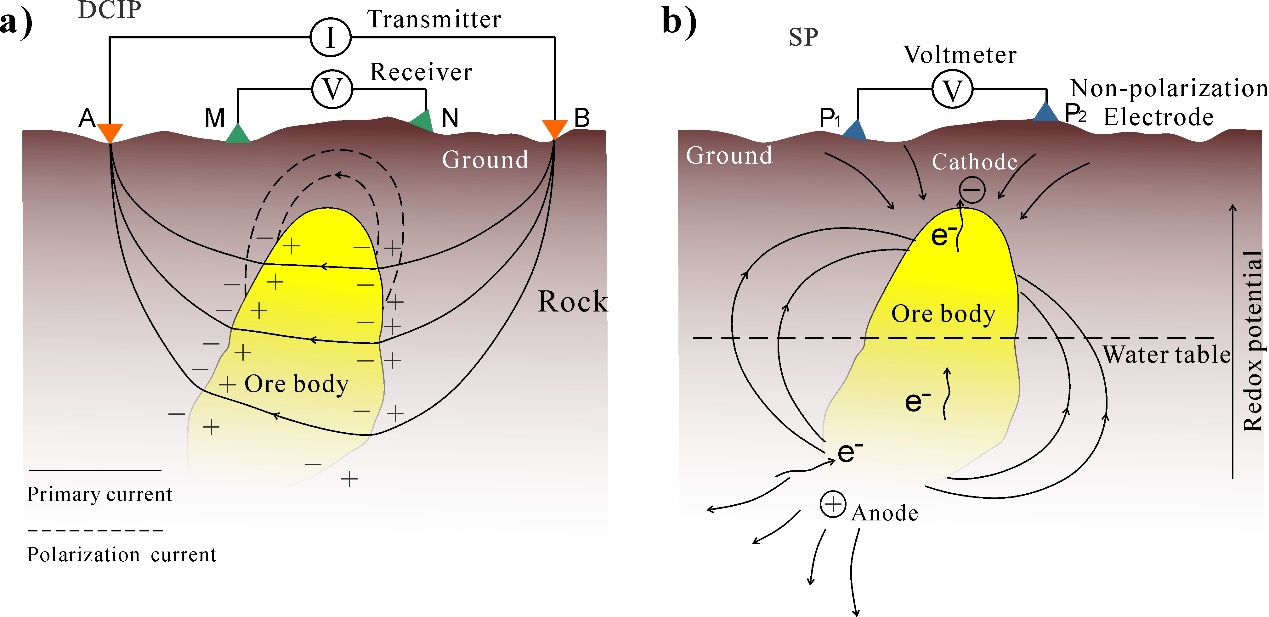 a)
DCIP
I
Transmitter
V
Receiver
A
M
N
B
Ground
Rock
Ore body
Primary current
Polarization current
b)
SP
Voltmeter
V
Non-polarization
Electrode
P1
P2
Ground
Cathode
e-
Ore body
Water table
e-
e-
Anode
Redox potential